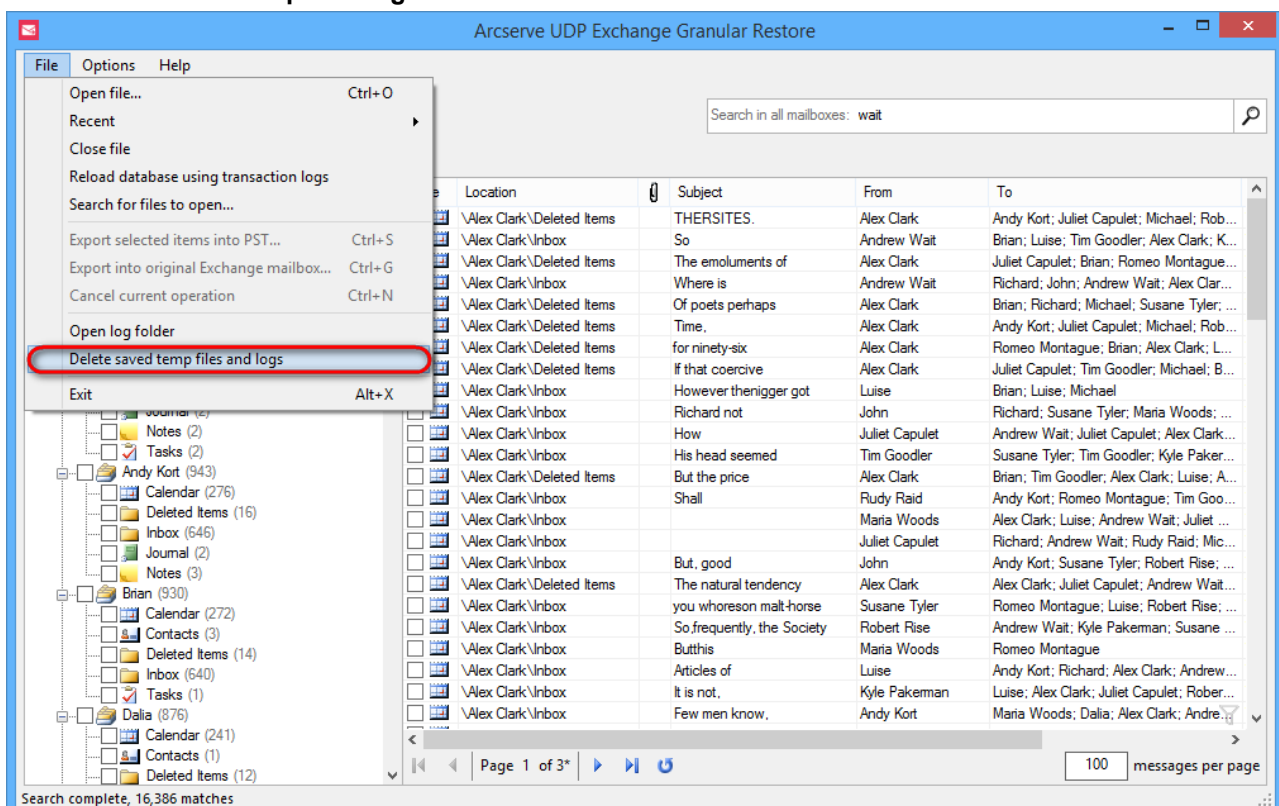 Arcserve UDP Exchange Granular Restore
File Options Help
Open file... Ctrl+O
Recent
Close file
Reload database using transaction logs
Search for files to open...
Export selected items into PST... Ctrl+S
Export into original Exchange mailbox... Ctrl+G
Cancel current operation Ctrl+N
Open log folder
Delete saved temp files and logs
Exit Alt+X
Journal (2)
Notes (2)
Tasks (2)
Andy Kort (943)
Calendar (276)
Deleted Items (16)
Inbox (646)
Journal (2)
Notes (3)
Brian (930)
Calendar (272)
Contacts (3)
Deleted Items (14)
Inbox (640)
Tasks (1)
Dalia (876)
Calendar (241)
Contacts (1)
Deleted Items (12)
Search in all mailboxes: wait
Location Subject From To
\Alex Clark\Deleted Items THERSITES. Alex Clark Andy Kort; Juliet Capulet; Michael; Rob...
\Alex Clark\Inbox So Andrew Wait Brian; Luise; Tim Goodler; Alex Clark; K...
\Alex Clark\Deleted Items The emoluments of Alex Clark Juliet Capulet; Brian; Romeo Montague...
\Alex Clark\Inbox Where is Andrew Wait Richard; John; Andrew Wait; Alex Clar...
\Alex Clark\Deleted Items Of poets perhaps Alex Clark Brian; Richard; Michael; Susane Tyler; ...
\Alex Clark\Deleted Items Time, Alex Clark Andy Kort; Juliet Capulet; Michael; Rob...
\Alex Clark\Deleted Items for ninety-six Alex Clark Romeo Montague; Brian; Alex Clark; L...
\Alex Clark\Deleted Items If that coercive Alex Clark Juliet Capulet; Tim Goodler; Michael; B...
\Alex Clark\Inbox However thenigger got Luise Brian; Luise; Michael
\Alex Clark\Inbox Richard not John Richard; Susane Tyler; Maria Woods; ...
\Alex Clark\Inbox How Juliet Capulet Andrew Wait; Juliet Capulet; Alex Clark...
\Alex Clark\Inbox His head seemed Tim Goodler Susane Tyler; Tim Goodler; Kyle Paker...
\Alex Clark\Deleted Items But the price Alex Clark Brian; Tim Goodler; Alex Clark; Luise; A...
\Alex Clark\Inbox Shall Rudy Raid Andy Kort; Romeo Montague; Tim Goo...
\Alex Clark\Inbox Maria Woods Alex Clark; Luise; Andrew Wait; Juliet ...
\Alex Clark\Inbox Juliet Capulet Richard; Andrew Wait; Rudy Raid; Mic...
\Alex Clark\Inbox But, good John Andy Kort; Susane Tyler; Robert Rise; ...
\Alex Clark\Deleted Items The natural tendency Alex Clark Alex Clark; Juliet Capulet; Andrew Wait...
\Alex Clark\Inbox you whoreson malt-horse Susane Tyler Romeo Montague; Luise; Robert Rise; ...
\Alex Clark\Inbox So,frequently, the Society Robert Rise Andrew Wait; Kyle Pakerman; Susane ...
\Alex Clark\Inbox Butthis Maria Woods Romeo Montague
\Alex Clark\Inbox Articles of Luise Andy Kort; Richard; Alex Clark; Andrew...
\Alex Clark\Inbox It is not, Kyle Pakerman Luise; Alex Clark; Juliet Capulet; Rober...
\Alex Clark\Inbox Few men know, Andy Kort Maria Woods; Dalia; Alex Clark; Andre...
Page 1 of 3* 100 messages per page
Search complete, 16,386 matches